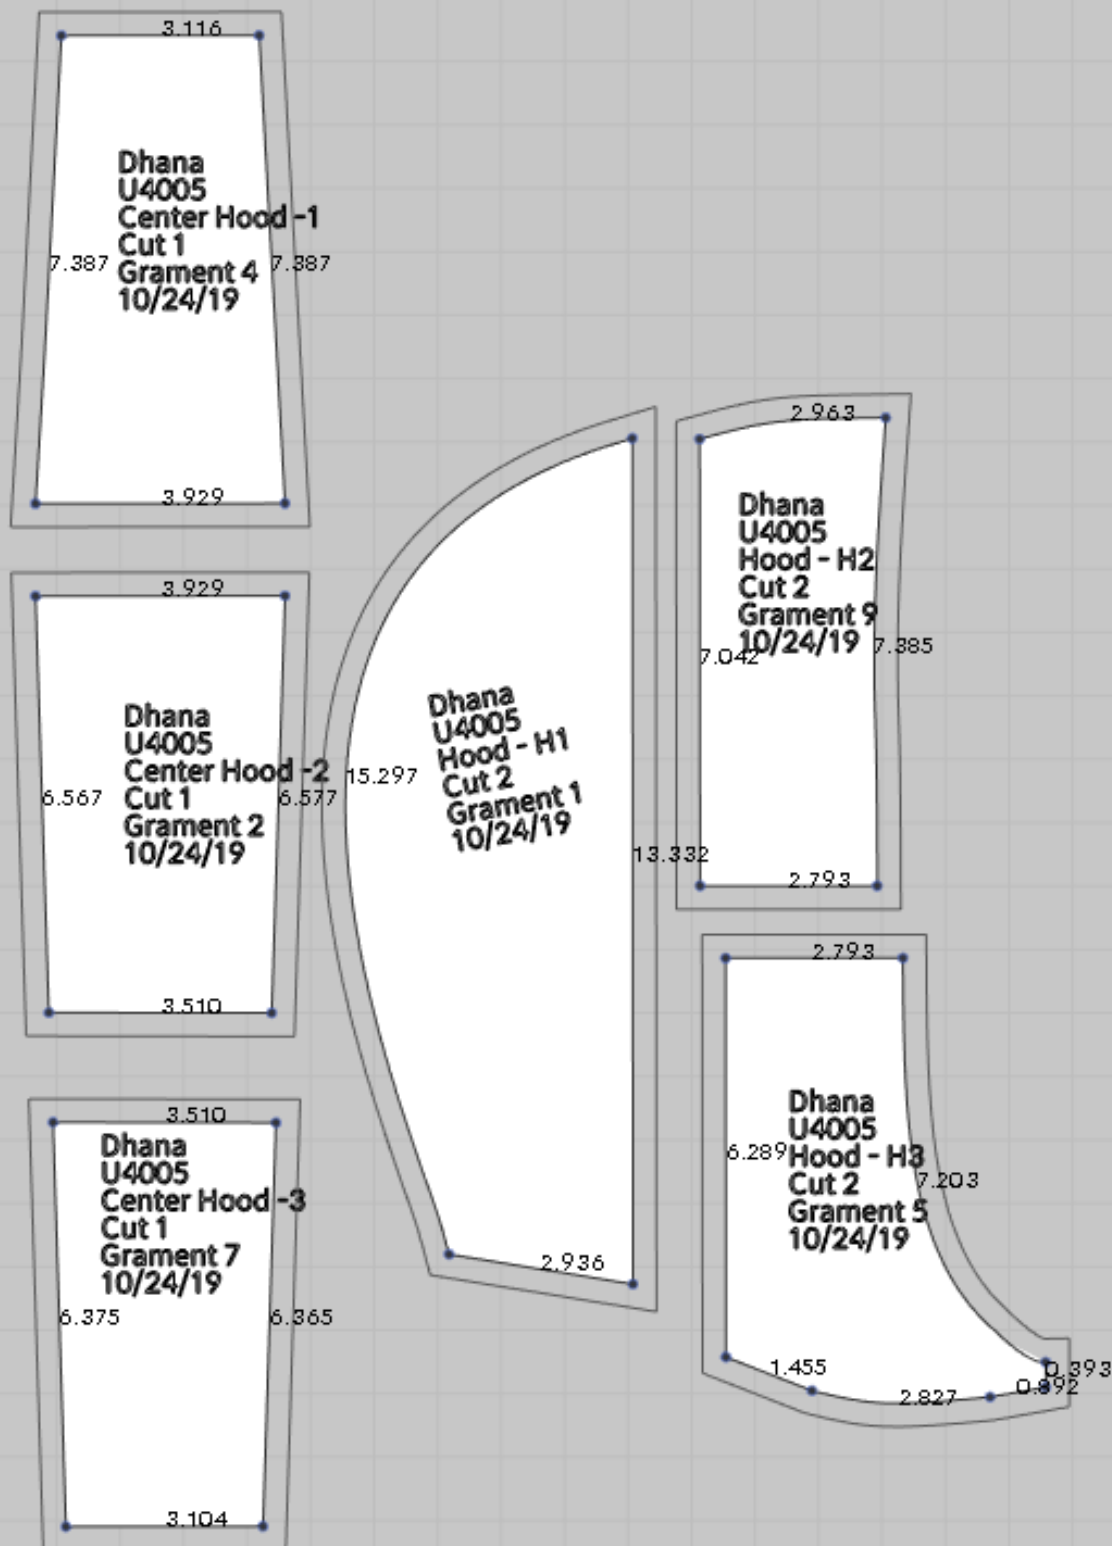 3.116
Dhana
U4005
Center Hood -1
Cut 1
Grament 4
10/24/19
7.387
7.387
3.929
3.929
Dhana
U4005
Center Hood -2
Cut 1
Grament 2
10/24/19
6.567
6.577
3.510
3.510
Dhana
U4005
Center Hood -3
Cut 1
Grament 7
10/24/19
6.375
6.365
3.104
Dhana
U4005
Hood - H1
Cut 2
Grament 1
10/24/19
15.297
13.332
2.936
2.963
Dhana
U4005
Hood - H2
Cut 2
Grament 9
10/24/19
7.042
7.385
2.793
2.793
Dhana
U4005
Hood - H3
Cut 2
Grament 5
10/24/19
6.289
7.203
1.455
2.827
0.892
0.393